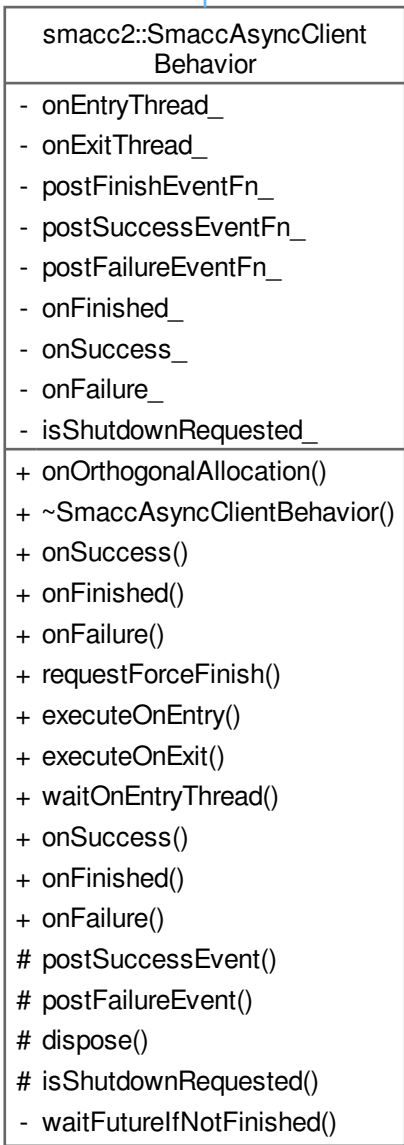 smacc2::SmaccAsyncClient
Behavior
- onEntryThread_
- onExitThread_
- postFinishEventFn_
- postSuccessEventFn_
- postFailureEventFn_
- onFinished_
- onSuccess_
- onFailure_
- isShutdownRequested_
+ onOrthogonalAllocation()
+ ~SmaccAsyncClientBehavior()
+ onSuccess()
+ onFinished()
+ onFailure()
+ requestForceFinish()
+ executeOnEntry()
+ executeOnExit()
+ waitOnEntryThread()
+ onSuccess()
+ onFinished()
+ onFailure()
# postSuccessEvent()
# postFailureEvent()
# dispose()
# isShutdownRequested()
- waitFutureIfNotFinished()